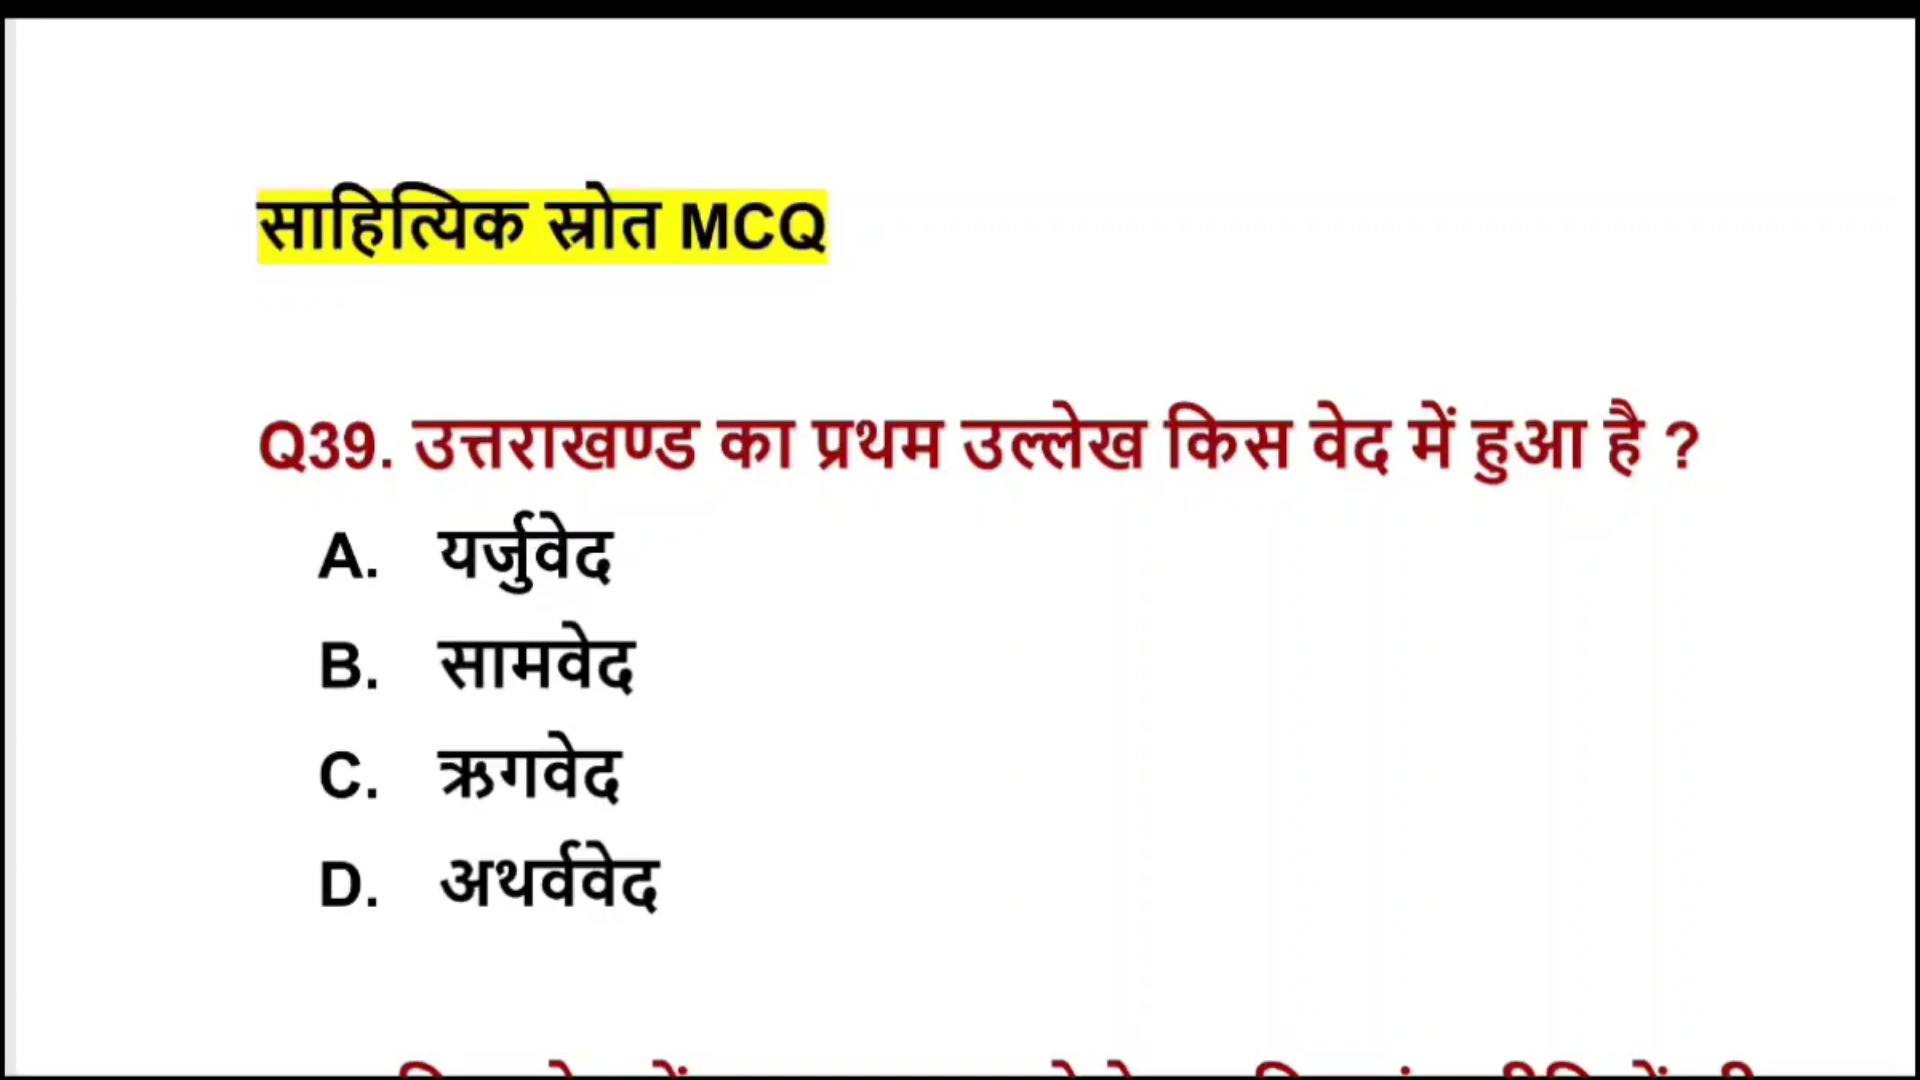 साहित्यिक स्रोत MCQ
Q39. उत्तराखण्ड का प्रथम उल्लेख किस वेद में हुआ है ?
A. यर्जुवेद
B. सामवेद
C. ऋगवेद
D. अथर्ववेद